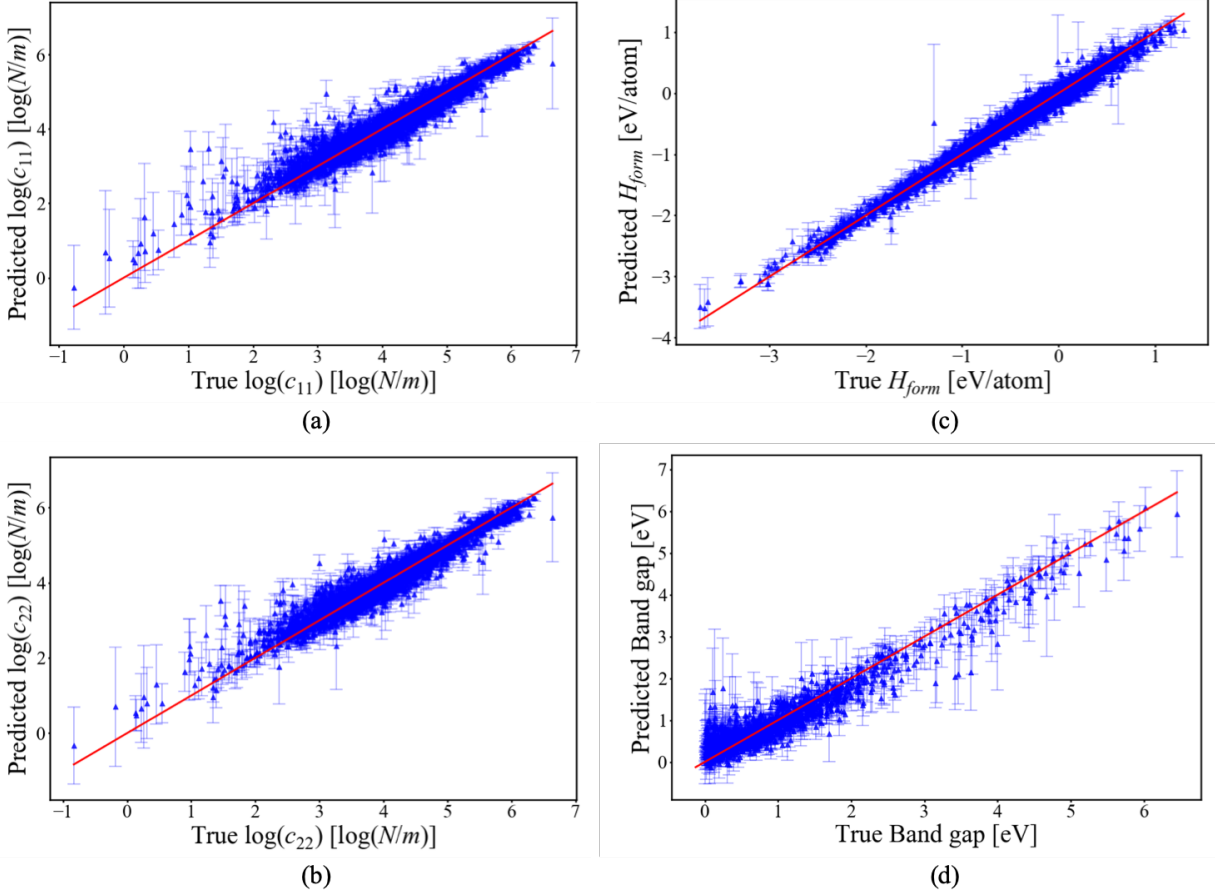 Predicted log(c₁₁) [log(N/m)]
6
4
2
0
−1 0 1 2 3 4 5 6 7
True log(c₁₁) [log(N/m)]
(a)
Predicted H_form [eV/atom]
1
0
−1
−2
−3
−4
−3 −2 −1 0 1
True H_form [eV/atom]
(c)
Predicted log(c₂₂) [log(N/m)]
6
4
2
0
−1 0 1 2 3 4 5 6 7
True log(c₂₂) [log(N/m)]
(b)
Predicted Band gap [eV]
7
6
5
4
3
2
1
0
0 1 2 3 4 5 6
True Band gap [eV]
(d)